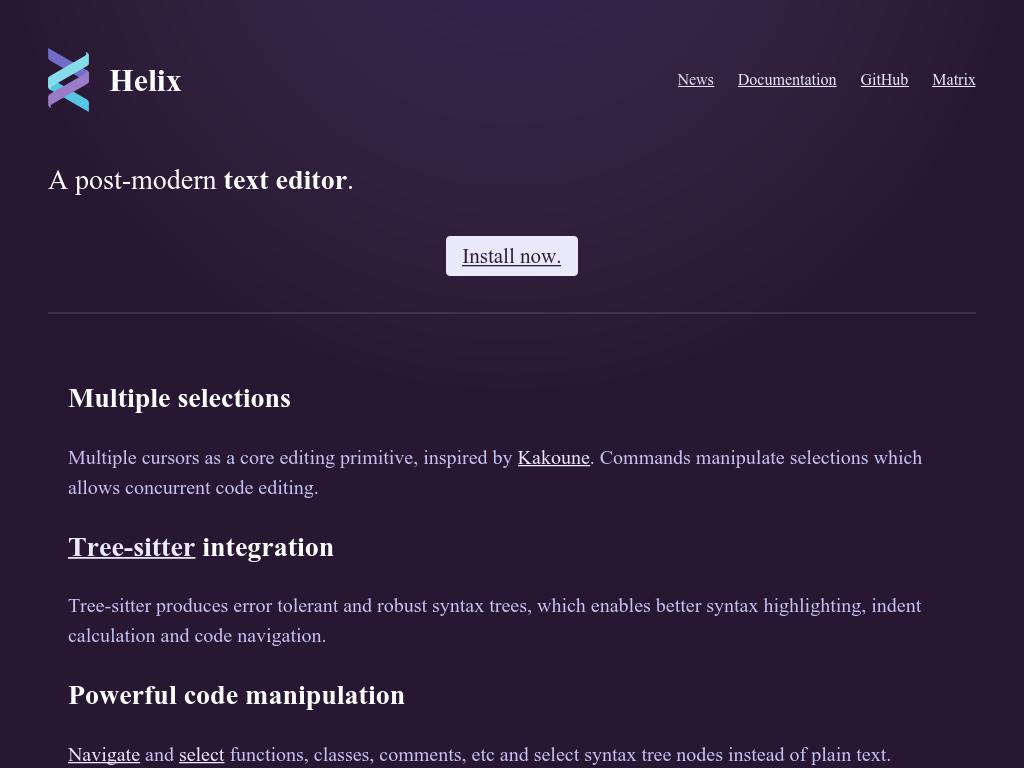 Helix
News Documentation GitHub Matrix
A post-modern text editor.
Install now.
Multiple selections
Multiple cursors as a core editing primitive, inspired by Kakoune. Commands manipulate selections which
allows concurrent code editing.
Tree-sitter integration
Tree-sitter produces error tolerant and robust syntax trees, which enables better syntax highlighting, indent
calculation and code navigation.
Powerful code manipulation
Navigate and select functions, classes, comments, etc and select syntax tree nodes instead of plain text.